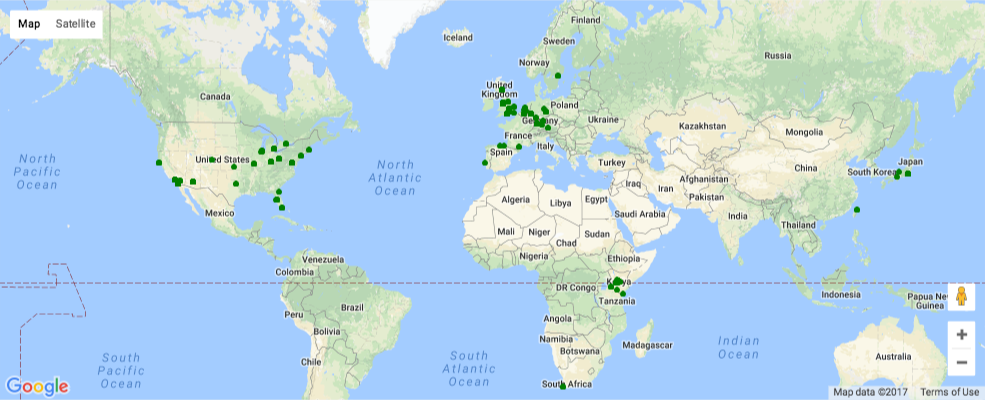 Map Satellite
Iceland
Finland
Sweden
Norway
Russia
United
Kingdom
Canada
Poland
Germany
Ukraine
Kazakhstan
Mongolia
France
Italy
Spain
North
Pacific
Ocean
United States
North
Atlantic
Ocean
Turkey
Japan
China
South Korea
Afghanistan
Iraq
Iran
Pakistan
Algeria
Libya
Egypt
Saudi Arabia
India
Mexico
Mali
Niger
Chad
Sudan
Thailand
Nigeria
Ethiopia
Venezuela
Colombia
Kenya
DR Congo
Tanzania
Indonesia
Papua New
Guinea
Brazil
Peru
Angola
Bolivia
Namibia
Botswana
Madagascar
Indian
Ocean
South
Pacific
Ocean
Chile
South
Atlantic
Ocean
Australia
South Africa
Google
Map data ©2017 Terms of Use